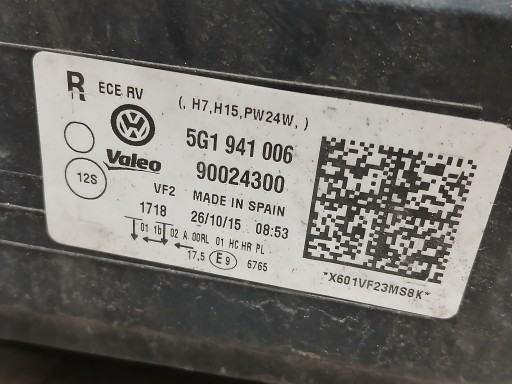 R ECE RV (, H7,H15,PW24W, )
5G1 941 006
Valeo 90024300
12S VF2 MADE IN SPAIN
1718 26/10/15 08:53
01 1b 02 A 00RL 01 HC HR PL
17,5 E9 6765
*X601VF23MS8K*